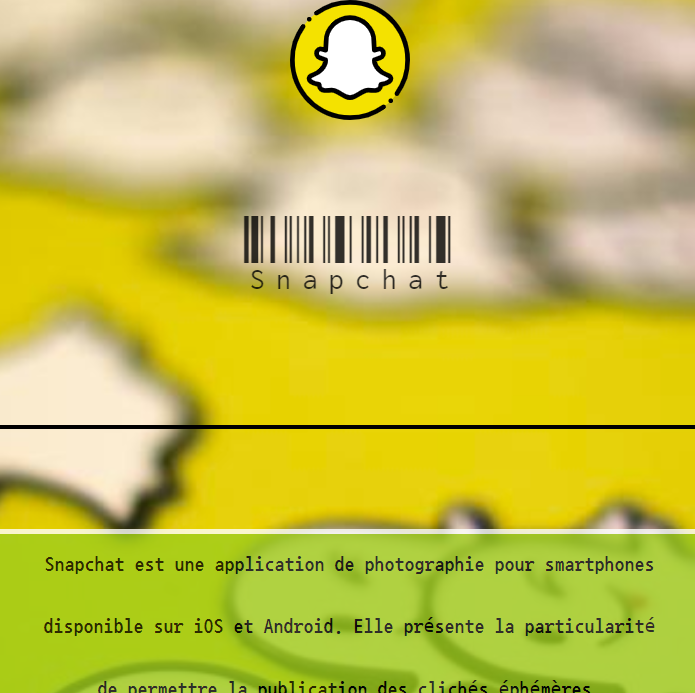 Snapchat
Snapchat est une application de photographie pour smartphones
disponible sur iOS et Android. Elle présente la particularité
de permettre la publication des clichés éphémères